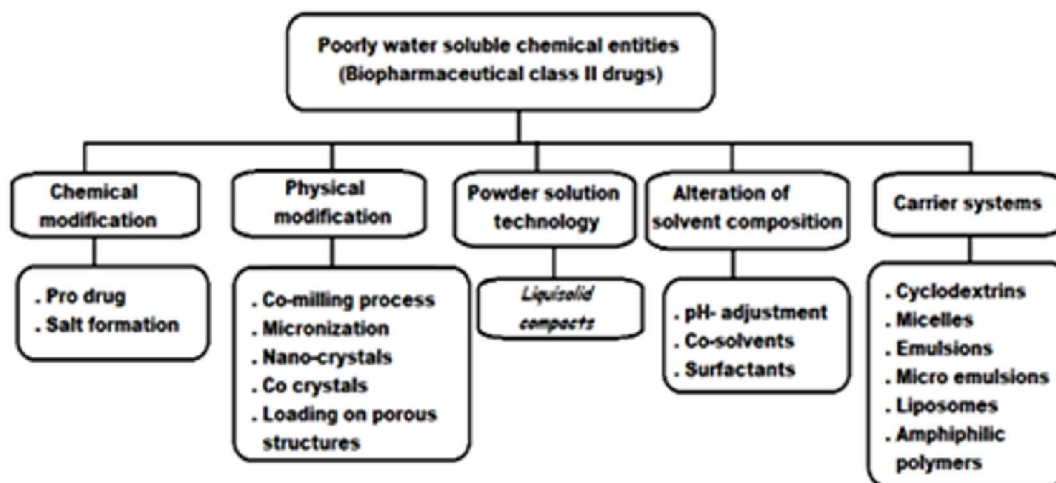 Poorly water soluble chemical entities
(Biopharmaceutical class II drugs)
Chemical
modification
Physical
modification
Powder solution
technology
Alteration of
solvent composition
Carrier systems
. Pro drug
. Salt formation
. Co-milling process
. Micronization
. Nano-crystals
. Co crystals
. Loading on porous
structures
Liquisolid
compacts
. pH- adjustment
. Co-solvents
. Surfactants
. Cyclodextrins
. Micelles
. Emulsions
. Micro emulsions
. Liposomes
. Amphiphilic
polymers